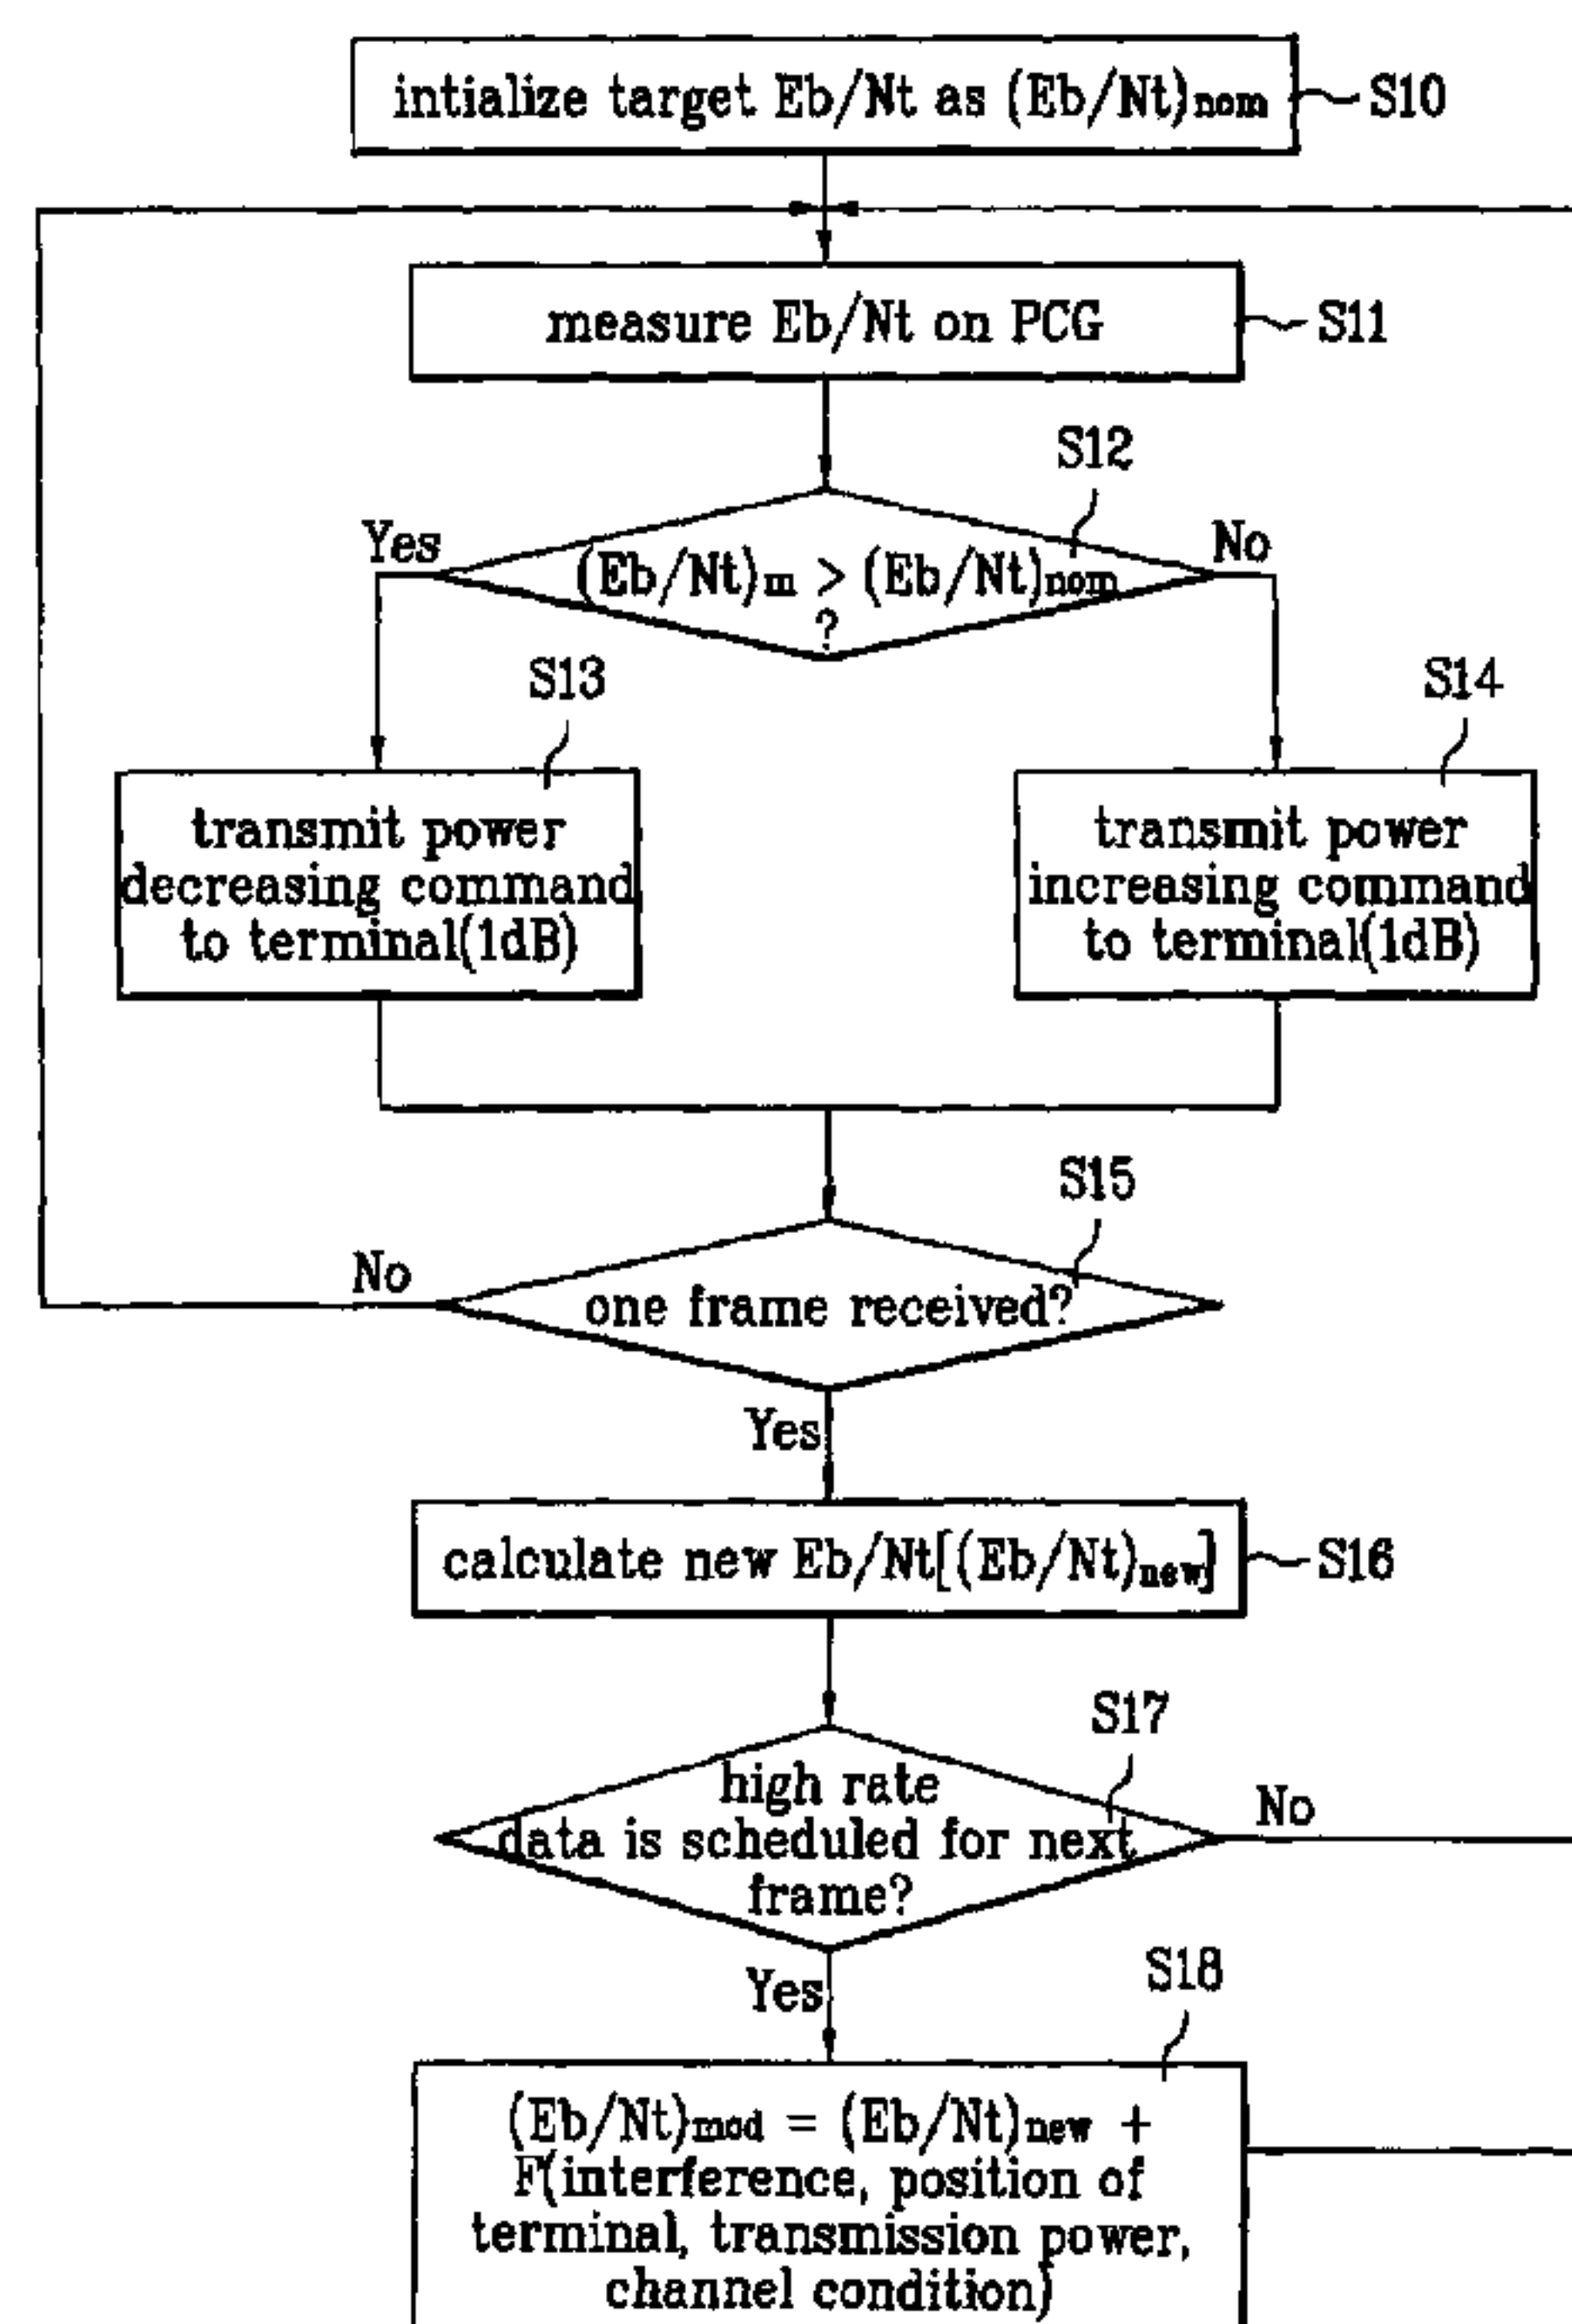 intialize target Eb/Nt as (Eb/Nt)nom
S10
measure Eb/Nt on PCG
S11
S12
Yes
No
(Eb/Nt)m > (Eb/Nt)nom
?
S13
S14
transmit power
decreasing command
to terminal(1dB)
transmit power
increasing command
to terminal(1dB)
S15
No
one frame received?
Yes
calculate new Eb/Nt[(Eb/Nt)new]
S16
S17
high rate
data is scheduled for next
frame?
No
Yes
S18
(Eb/Nt)mod = (Eb/Nt)new +
F(interference, position of
terminal, transmission power,
channel condition)